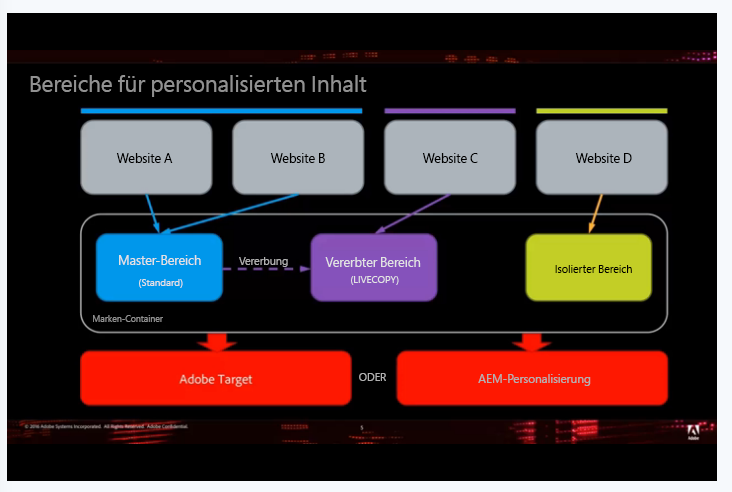 Bereiche für personalisierten Inhalt
Website A
Website B
Website C
Website D
Master-Bereich
(Standard)
Vererbung
Vererbter Bereich
(LIVECOPY)
Isolierter Bereich
Marken-Container
Adobe Target
ODER
AEM-Personalisierung
© 2016 Adobe Systems Incorporated. All Rights Reserved. Adobe Confidential.
5
Adobe